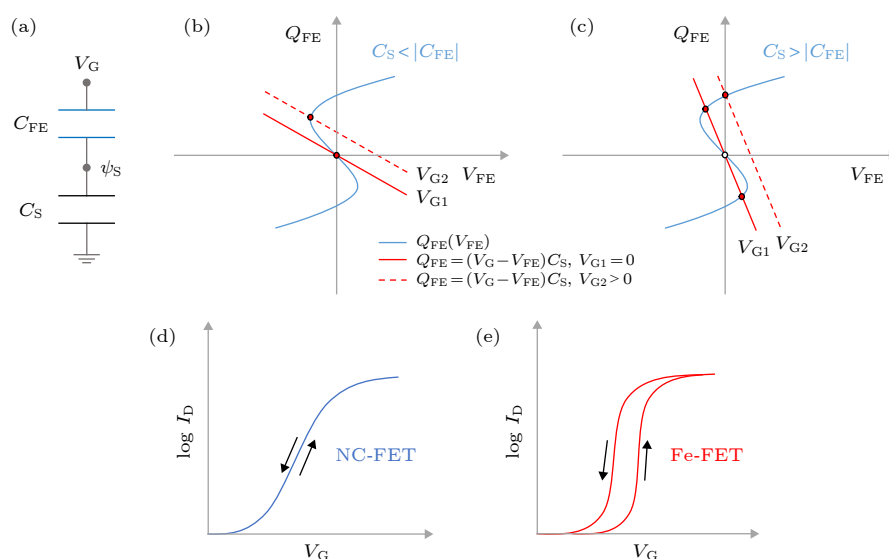 (a)
V_G
C_FE
ψ_S
C_S
(b)
Q_FE
C_S<|C_FE|
V_G2
V_FE
V_G1
(c)
Q_FE
C_S>|C_FE|
V_FE
V_G1
V_G2
Q_FE(V_FE)
Q_FE=(V_G−V_FE)C_S, V_G1=0
Q_FE=(V_G−V_FE)C_S, V_G2>0
(d)
log I_D
NC-FET
V_G
(e)
log I_D
Fe-FET
V_G